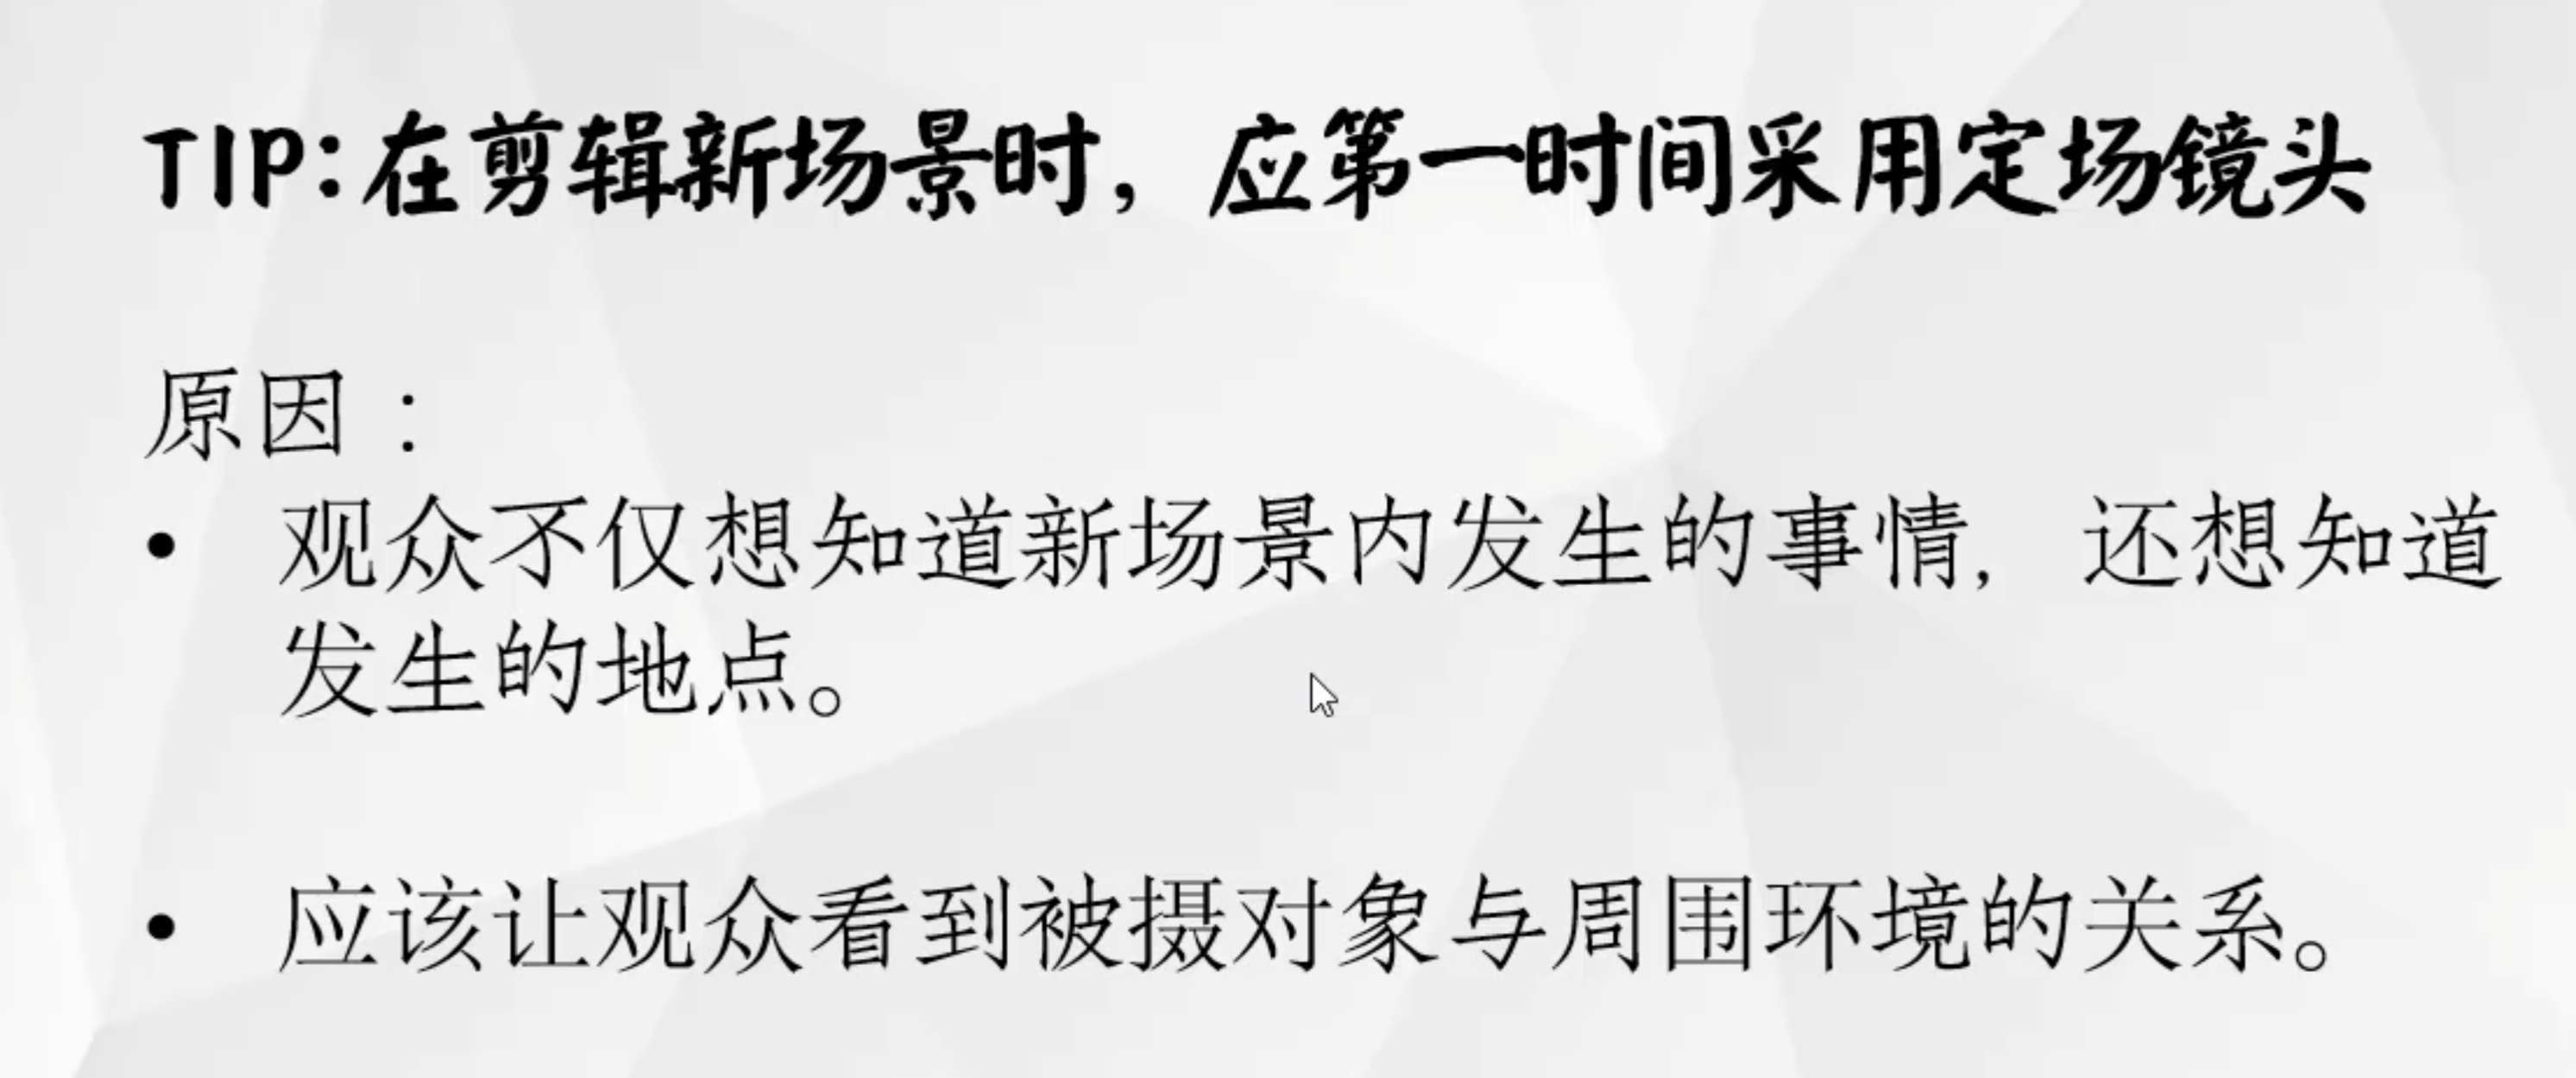 TIP:在剪辑新场景时，应第一时间采用定场镜头
原因：
• 观众不仅想知道新场景内发生的事情，还想知道
发生的地点。
• 应该让观众看到被摄对象与周围环境的关系。